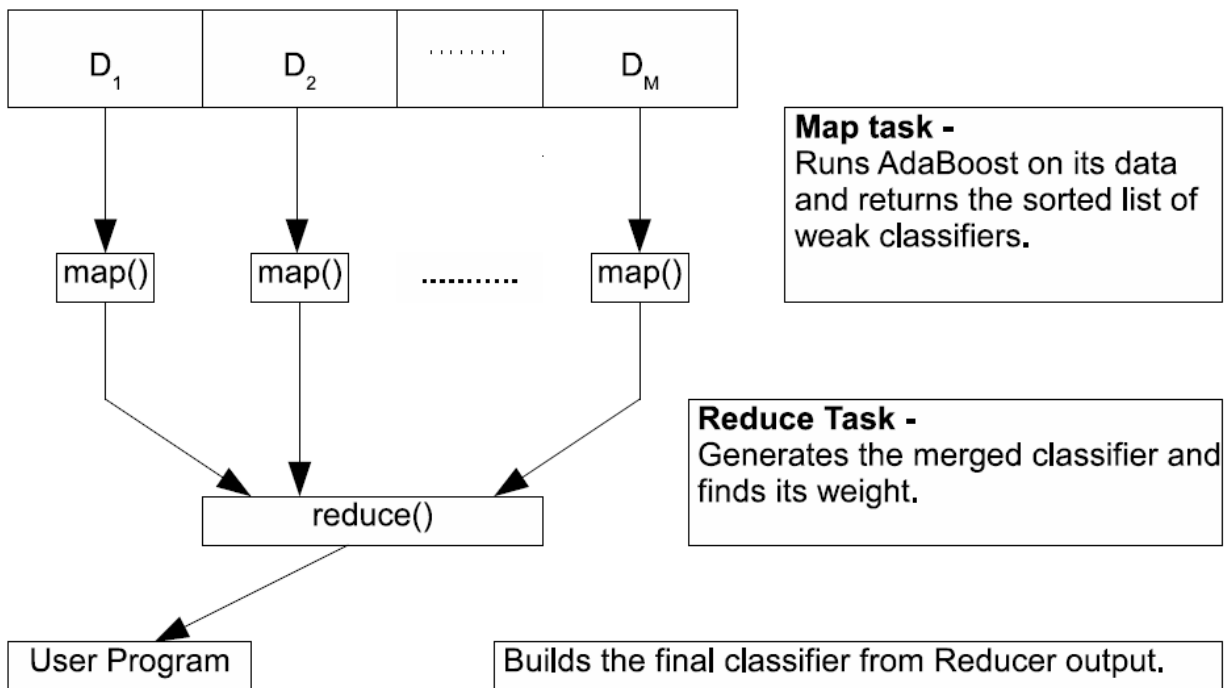 D1 D2 ........ DM
Map task -
Runs AdaBoost on its data
and returns the sorted list of
weak classifiers.
map() map() ........... map()
Reduce Task -
Generates the merged classifier and
finds its weight.
reduce()
User Program
Builds the final classifier from Reducer output.